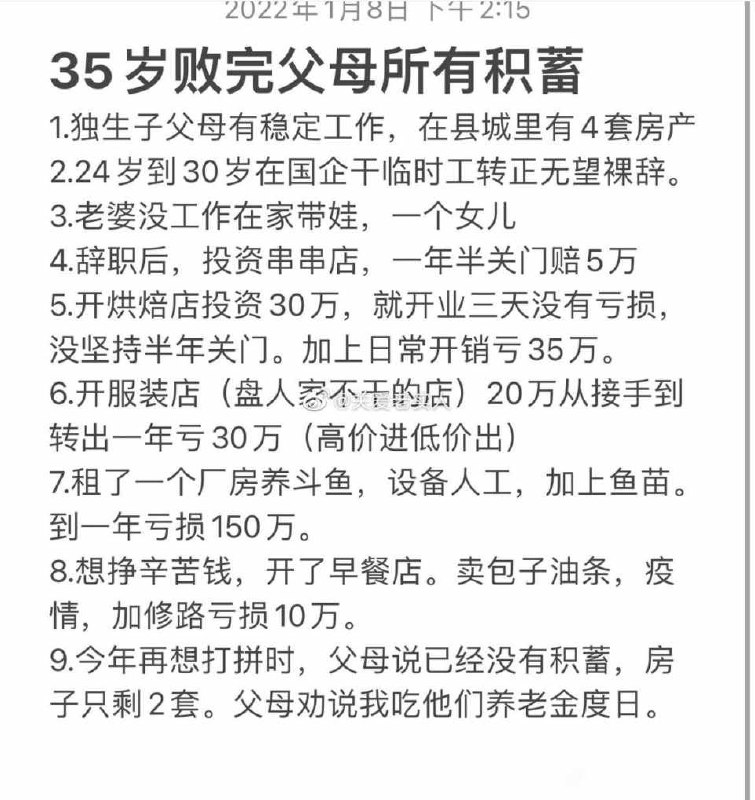 2022年1月8日 下午2:15
35岁败完父母所有积蓄
1.独生子父母有稳定工作，在县城里有4套房产
2.24岁到30岁在国企干临时工转正无望裸辞。
3.老婆没工作在家带娃，一个女儿
4.辞职后，投资串串店，一年半关门赔5万
5.开烘焙店投资30万，就开业三天没有亏损，
没坚持半年关门。加上日常开销亏35万。
6.开服装店（盘人家不干的店）20万从接手到
转出一年亏30万（高价进低价出）
7.租了一个厂房养斗鱼，设备人工，加上鱼苗。
到一年亏损150万。
8.想挣辛苦钱，开了早餐店。卖包子油条，疫
情，加修路亏损10万。
9.今年再想打拼时，父母说已经没有积蓄，房
子只剩2套。父母劝说我吃他们养老金度日。